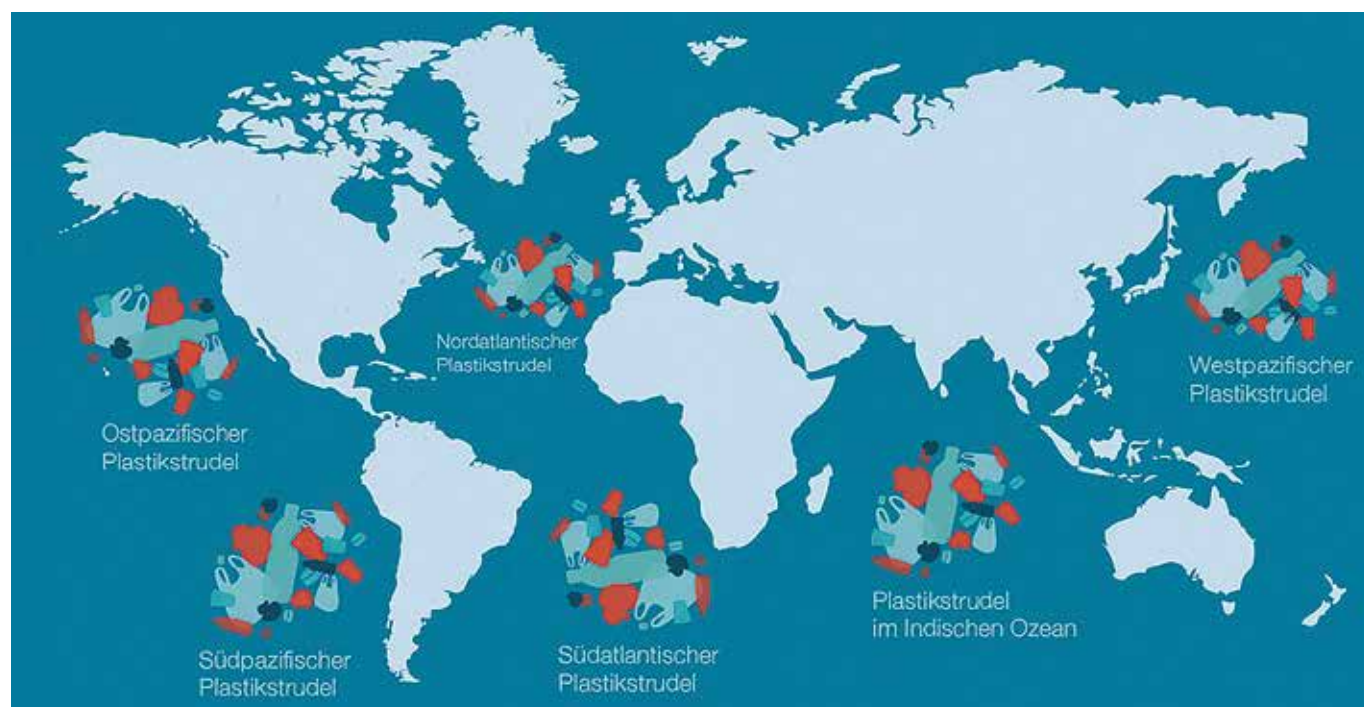 Nordatlantischer
Plastikstrudel
Westpazifischer
Plastikstrudel
Ostpazifischer
Plastikstrudel
Plastikstrudel
im Indischen Ozean
Südpazifischer
Plastikstrudel
Südatlantischer
Plastikstrudel